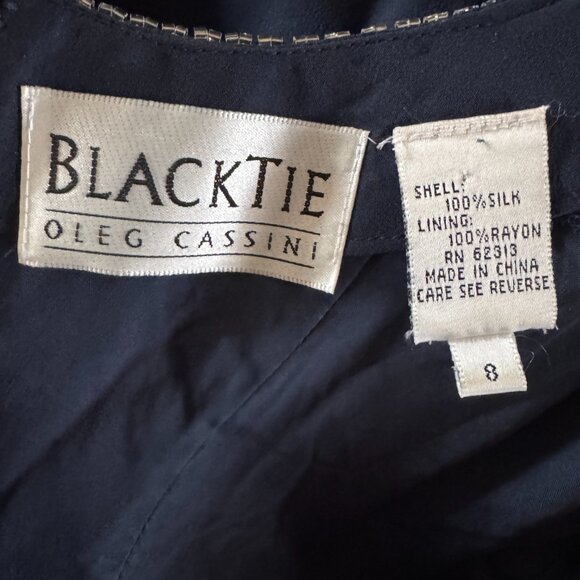 BLACKTIE
OLEG CASSINI
SHELL:
100%SILK
LINING:
100%RAYON
RN 62313
MADE IN CHINA
CARE SEE REVERSE
8